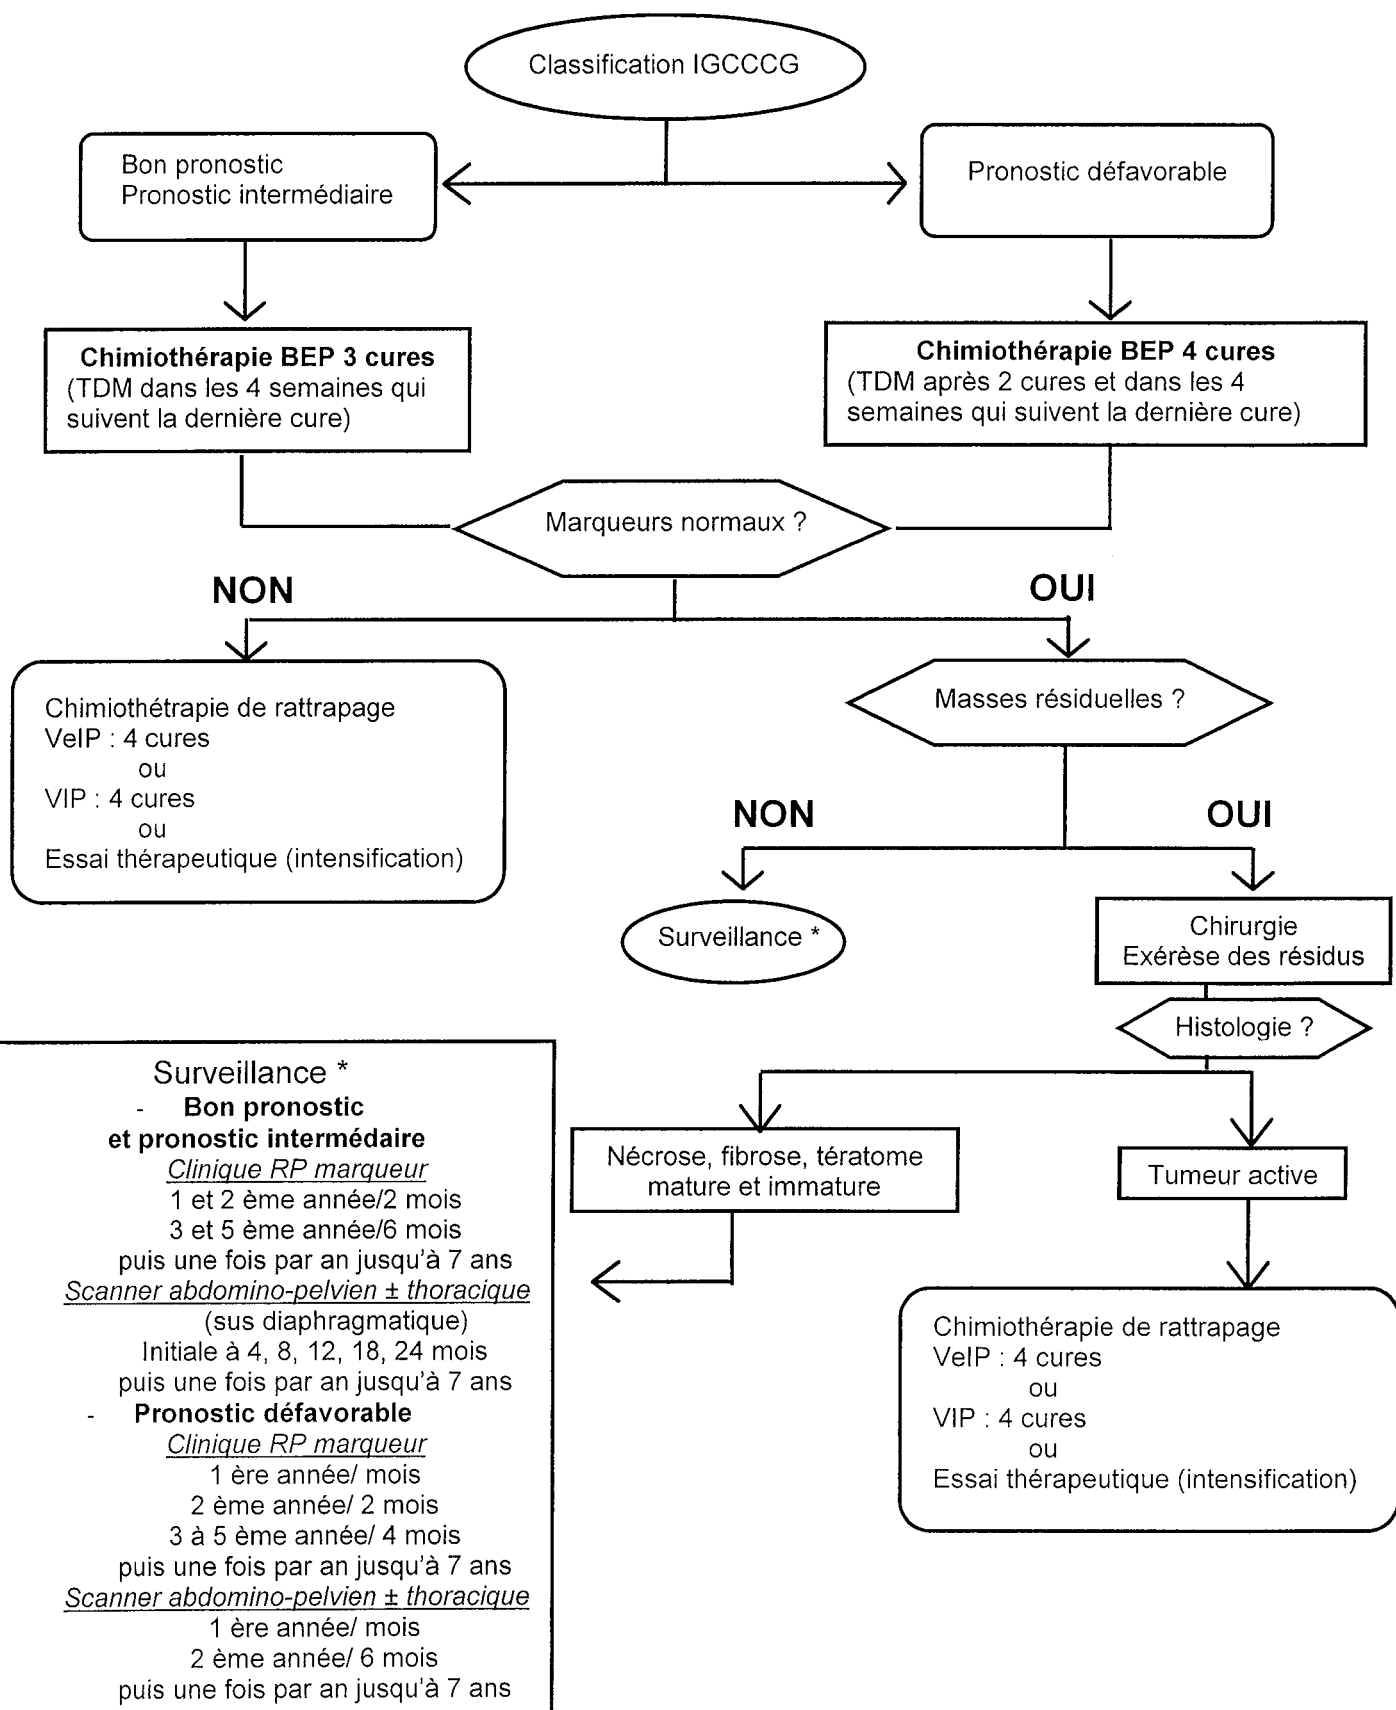 Classification IGCCCG
Bon pronostic
Pronostic intermédiaire
Pronostic défavorable
Chimiothérapie BEP 3 cures
(TDM dans les 4 semaines qui
suivent la dernière cure)
Chimiothérapie BEP 4 cures
(TDM après 2 cures et dans les 4
semaines qui suivent la dernière cure)
Marqueurs normaux ?
NON
OUI
Chimiothétrapie de rattrapage
VeIP : 4 cures
ou
VIP : 4 cures
ou
Essai thérapeutique (intensification)
Masses résiduelles ?
NON
OUI
Surveillance *
Chirurgie
Exérèse des résidus
Histologie ?
Nécrose, fibrose, tératome
mature et immature
Tumeur active
Chimiothérapie de rattrapage
VeIP : 4 cures
ou
VIP : 4 cures
ou
Essai thérapeutique (intensification)
Surveillance *
- Bon pronostic
et pronostic intermédaire
Clinique RP marqueur
1 et 2 ème année/2 mois
3 et 5 ème année/6 mois
puis une fois par an jusqu'à 7 ans
Scanner abdomino-pelvien ± thoracique
(sus diaphragmatique)
Initiale à 4, 8, 12, 18, 24 mois
puis une fois par an jusqu'à 7 ans
- Pronostic défavorable
Clinique RP marqueur
1 ère année/ mois
2 ème année/ 2 mois
3 à 5 ème année/ 4 mois
puis une fois par an jusqu'à 7 ans
Scanner abdomino-pelvien ± thoracique
1 ère année/ mois
2 ème année/ 6 mois
puis une fois par an jusqu'à 7 ans